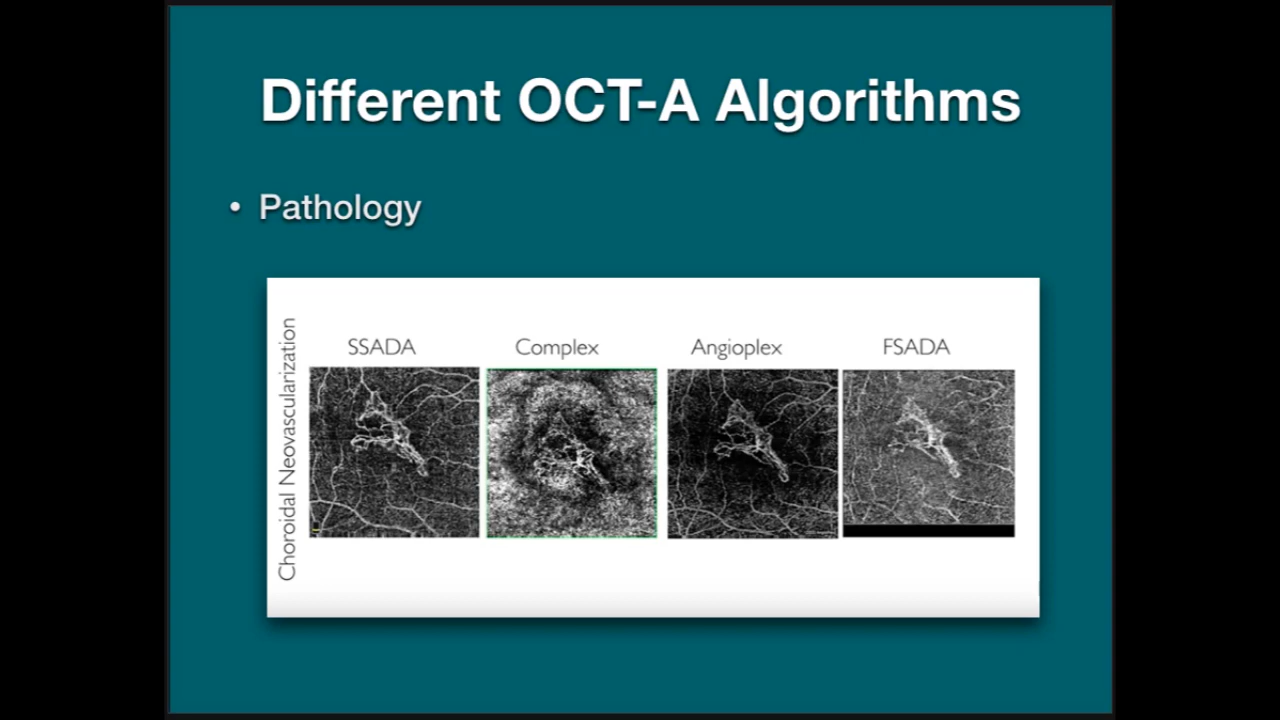 Different OCT-A Algorithms
• Pathology
Choroidal Neovascularization
SSADA
Complex
Angioplex
FSADA